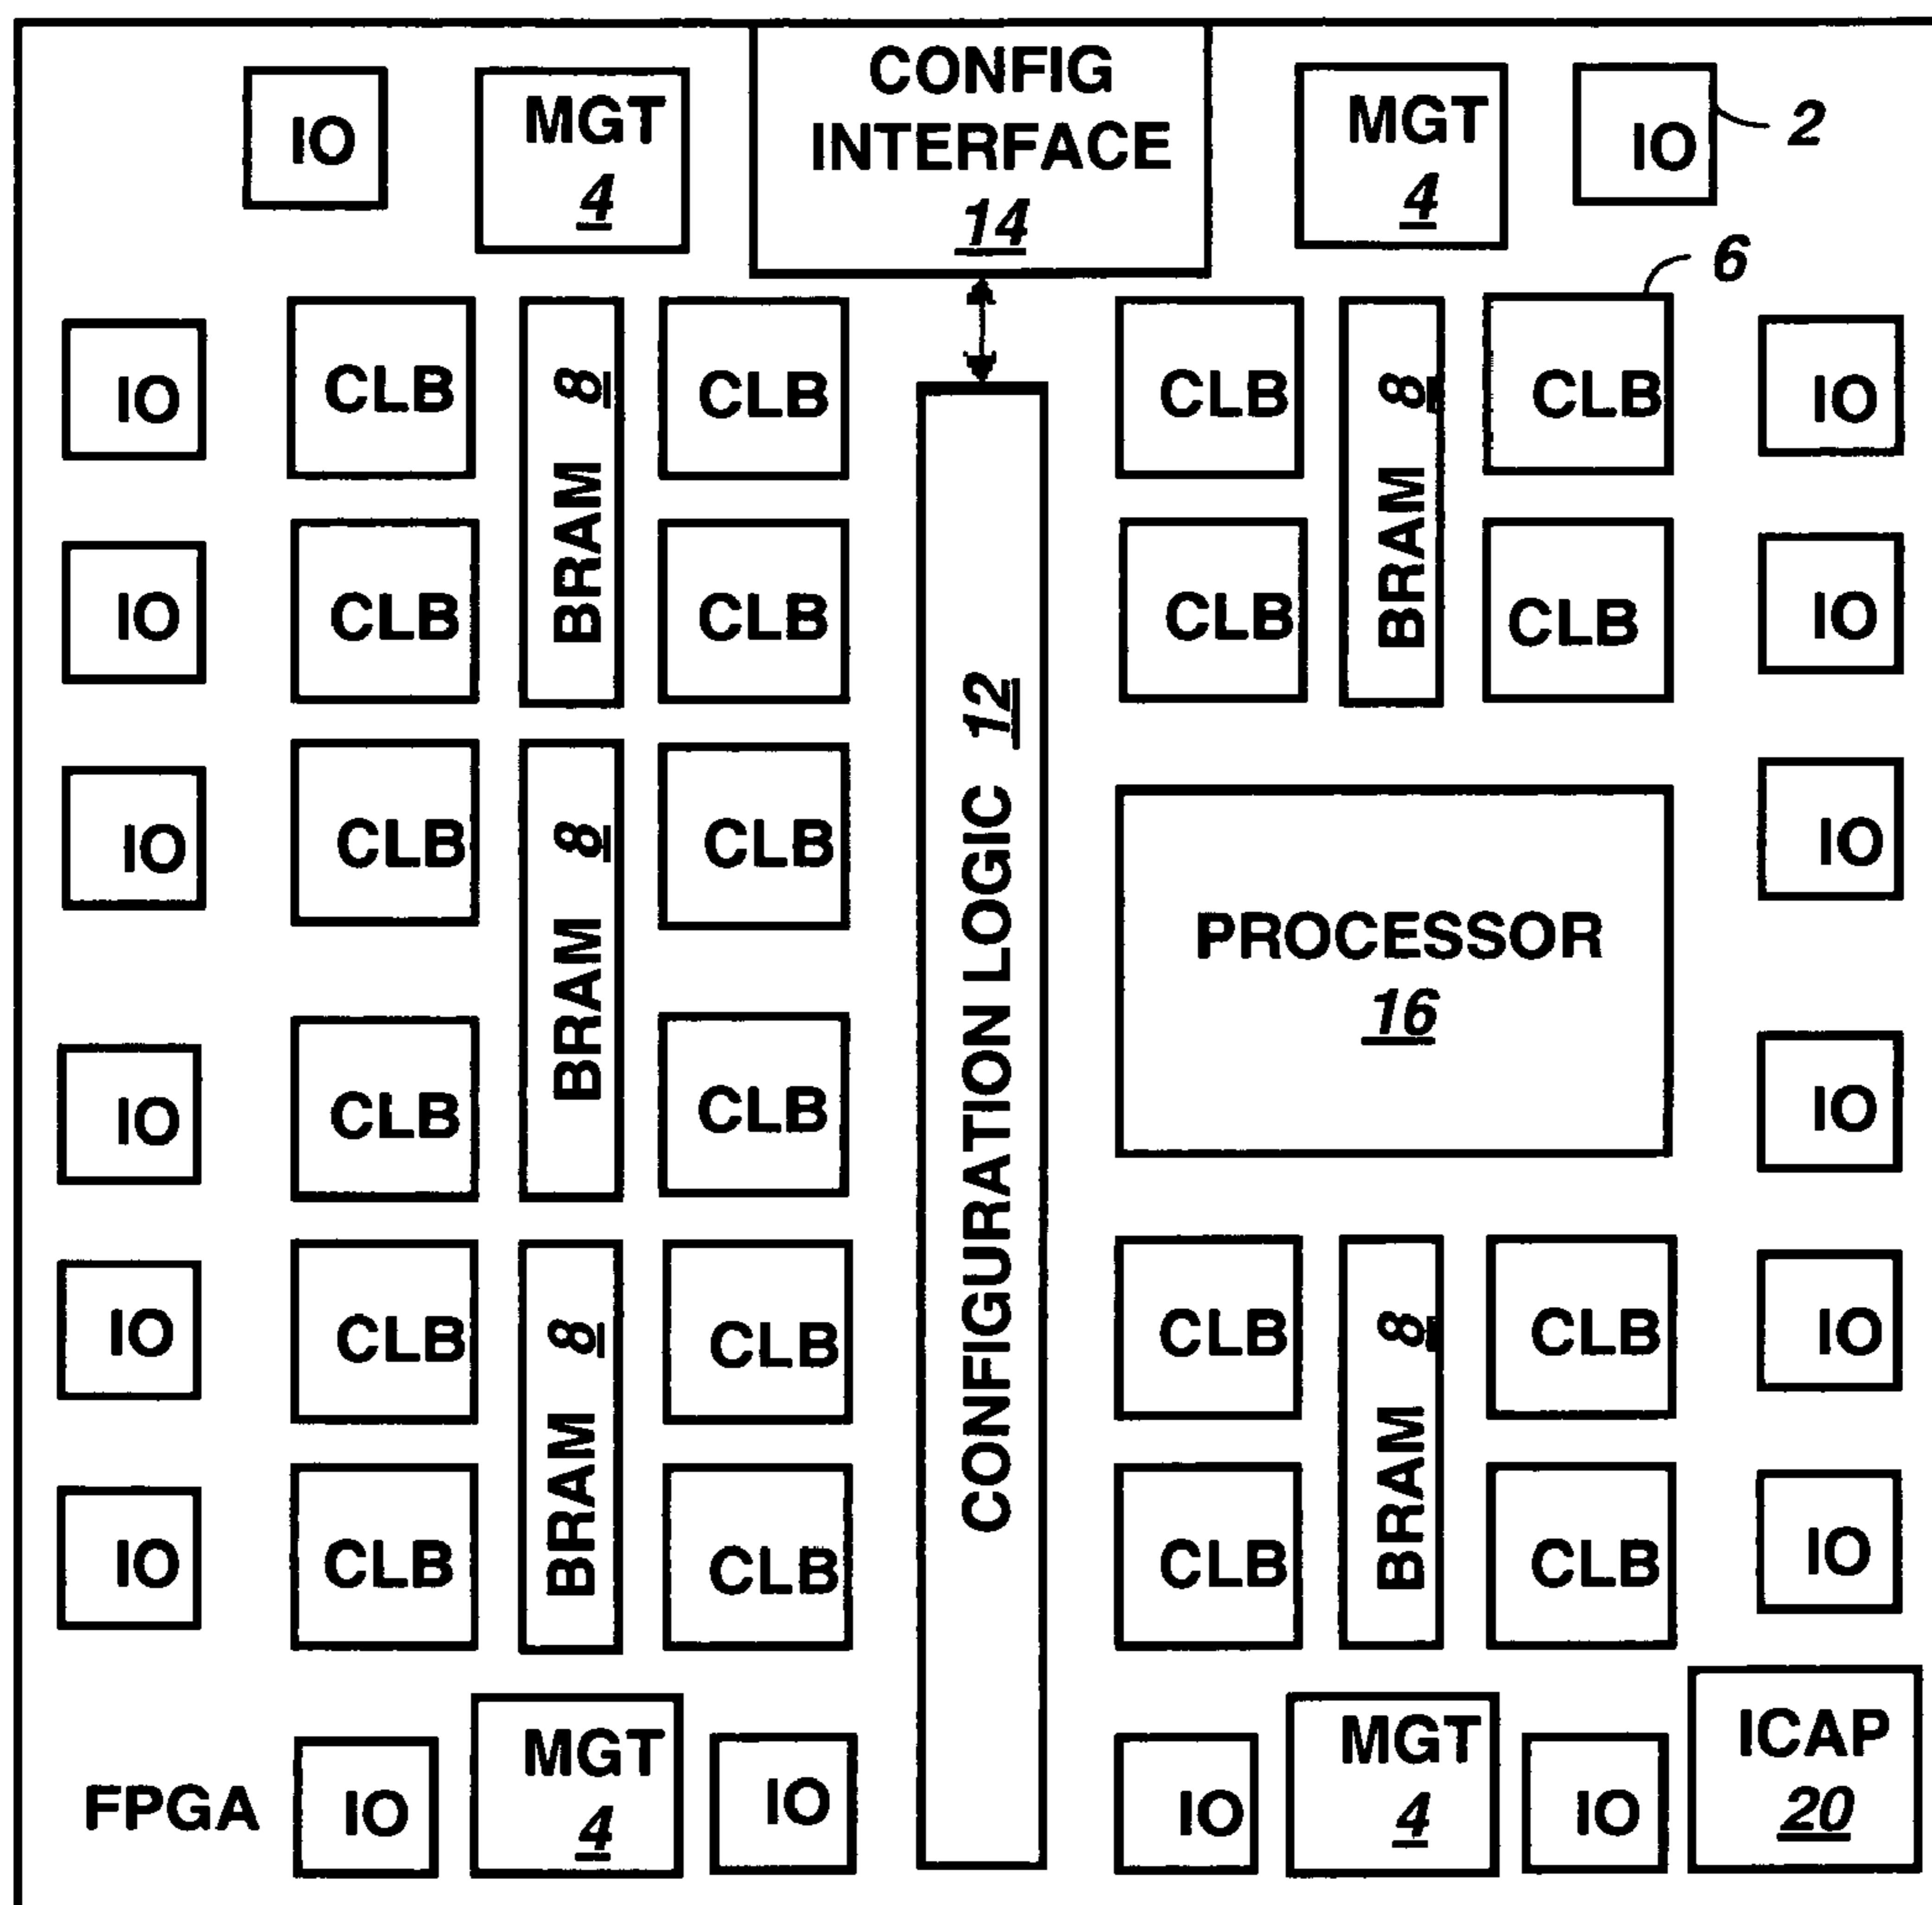 CONFIG
INTERFACE
14
IO
MGT
4
MGT
4
IO
2
6
IO
CLB
BRAM 8
CLB
CLB
BRAM 8
CLB
IO
IO
CLB
CLB
CLB
CLB
IO
CONFIGURATION LOGIC 12
IO
CLB
BRAM 8
CLB
PROCESSOR
16
IO
IO
CLB
CLB
IO
IO
CLB
BRAM 8
CLB
CLB
BRAM 8
CLB
IO
IO
CLB
CLB
CLB
CLB
IO
FPGA
IO
MGT
4
IO
IO
MGT
4
IO
ICAP
20